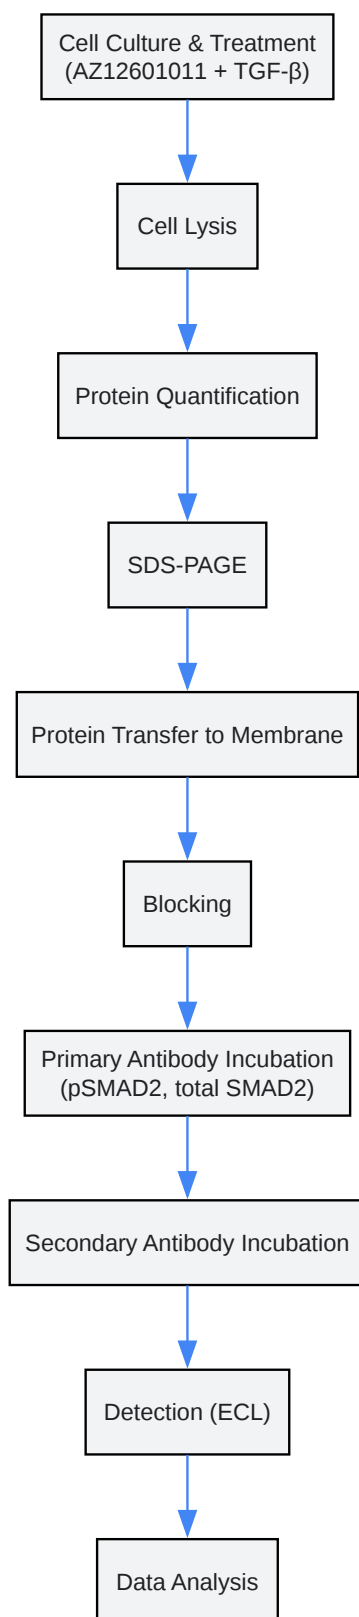 Cell Culture & Treatment
(AZ12601011 + TGF-β)
Cell Lysis
Protein Quantification
SDS-PAGE
Protein Transfer to Membrane
Blocking
Primary Antibody Incubation
(pSMAD2, total SMAD2)
Secondary Antibody Incubation
Detection (ECL)
Data Analysis